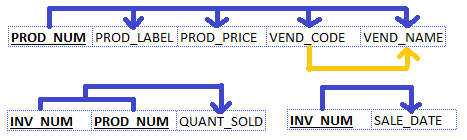 PROD_NUM PROD_LABEL PROD_PRICE VEND_CODE VEND_NAME
INV_NUM PROD_NUM QUANT_SOLD INV_NUM SALE_DATE